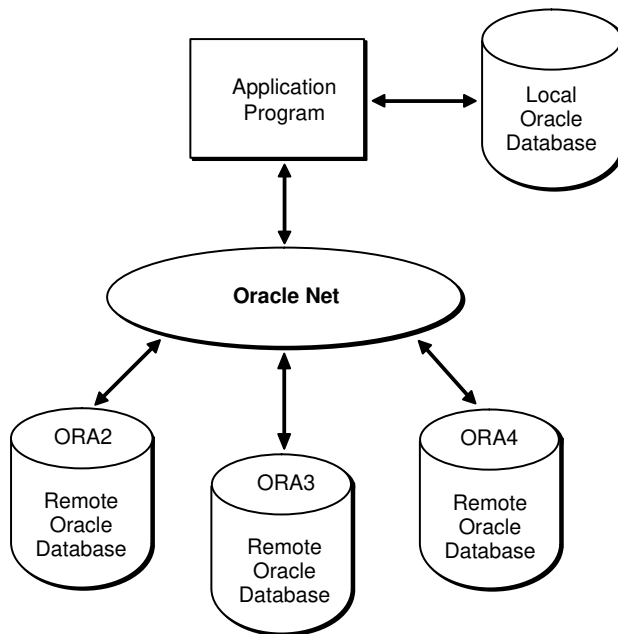 Application
Program
Local
Oracle
Database
Oracle Net
ORA2
Remote
Oracle
Database
ORA3
Remote
Oracle
Database
ORA4
Remote
Oracle
Database